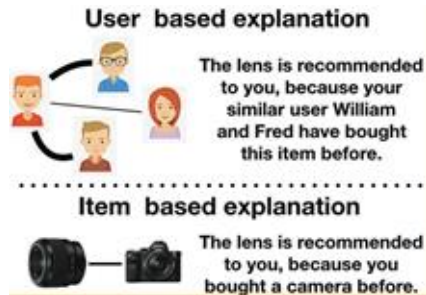 User based explanation
The lens is recommended
to you, because your
similar user William
and Fred have bought
this item before.
Item based explanation
The lens is recommended
to you, because you
bought a camera before.